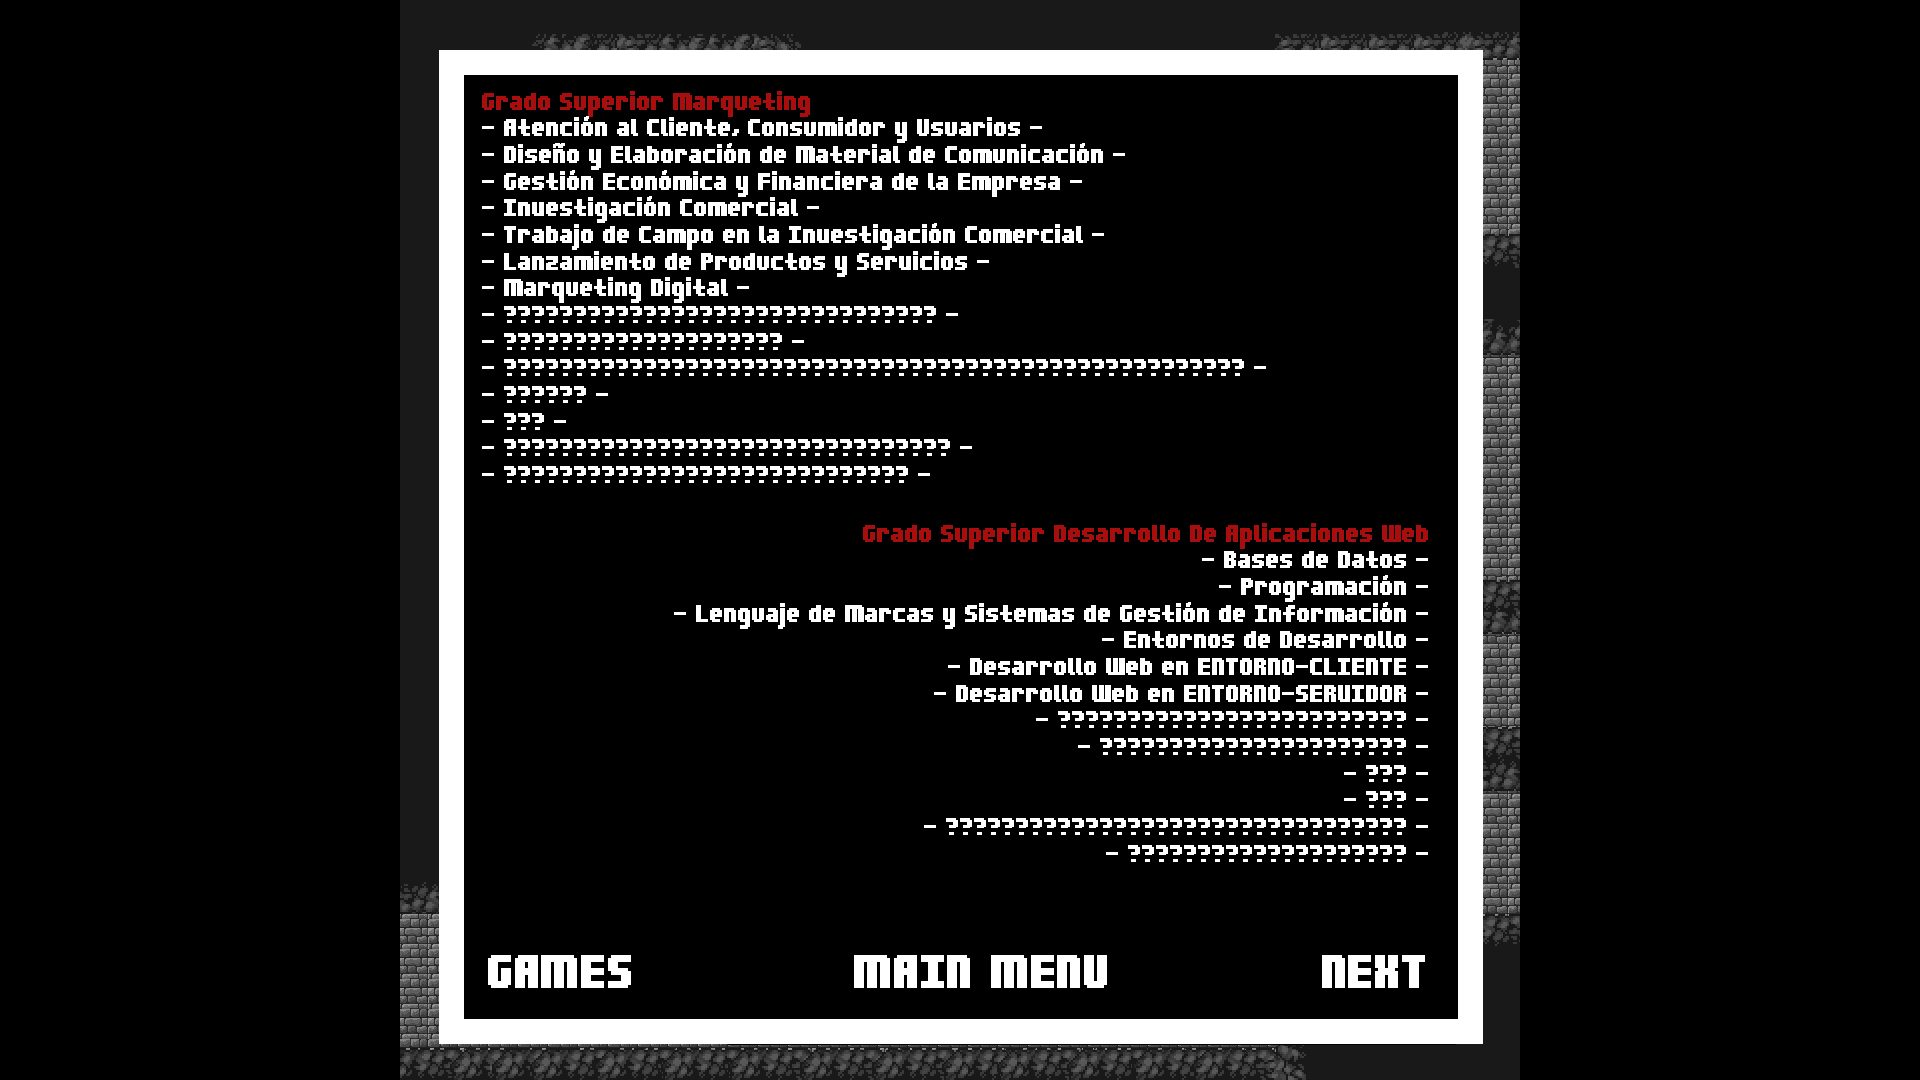 Grado Superior Marqueting
- Atención al Cliente, Consumidor y Usuarios -
- Diseño y Elaboración de Material de Comunicación -
- Gestión Económica y Financiera de la Empresa -
- Investigación Comercial -
- Trabajo de Campo en la Investigación Comercial -
- Lanzamiento de Productos y Servicios -
- Marqueting Digital -
- ??????????????????????????????? -
- ???????????????????? -
- ????????????????????????????????????????????????????? -
- ?????? -
- ??? -
- ???????????????????????????????? -
- ????????????????????????????? -
Grado Superior Desarrollo De Aplicaciones Web
- Bases de Datos -
- Programación -
- Lenguaje de Marcas y Sistemas de Gestión de Información -
- Entornos de Desarrollo -
- Desarrollo Web en ENTORNO-CLIENTE -
- Desarrollo Web en ENTORNO-SERVIDOR -
- ????????????????????????? -
- ?????????????????????? -
- ??? -
- ??? -
- ????????????????????????????????? -
- ???????????????????? -
GAMES MAIN MENU NEXT